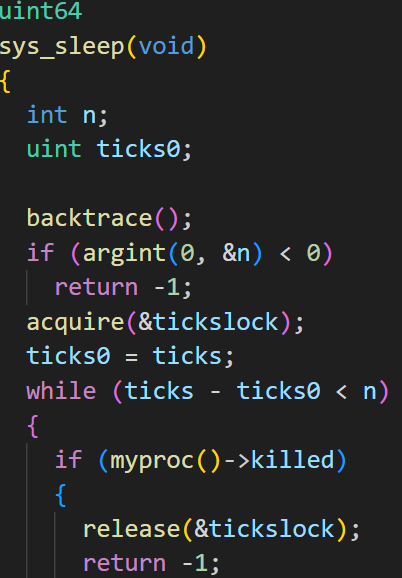 uint64
sys_sleep(void)
{
  int n;
  uint ticks0;

  backtrace();
  if (argint(0, &n) < 0)
    return -1;
  acquire(&tickslock);
  ticks0 = ticks;
  while (ticks - ticks0 < n)
  {
    if (myproc()->killed)
    {
      release(&tickslock);
      return -1;